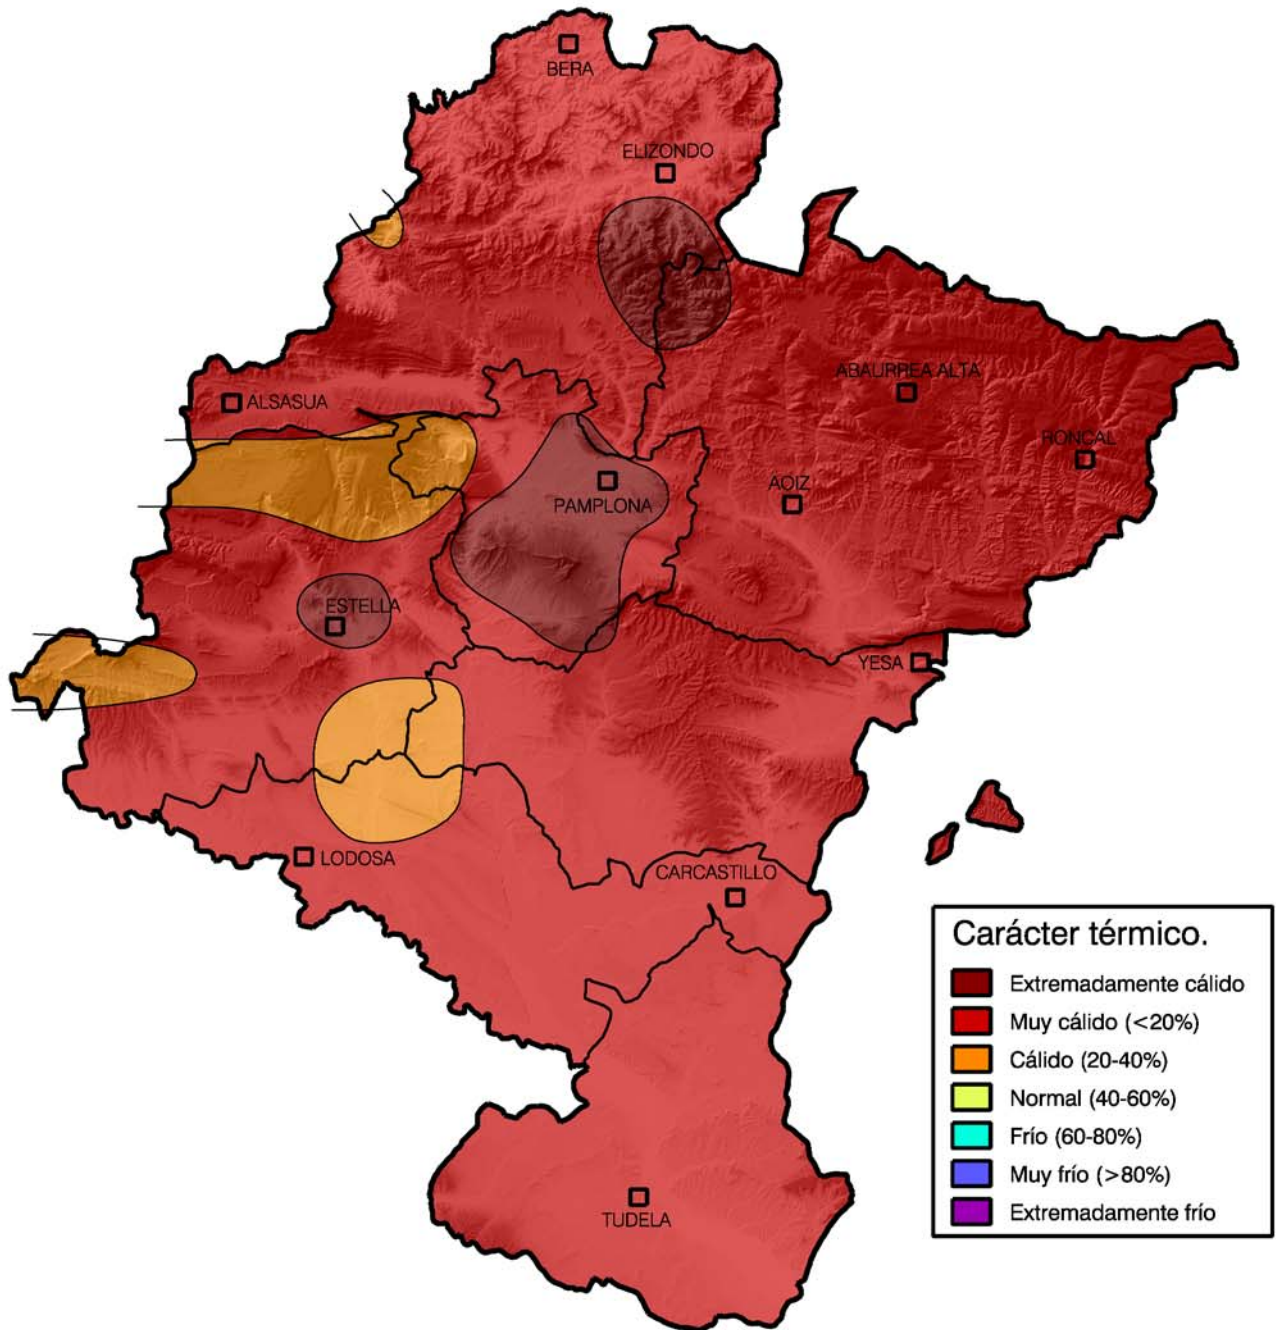 BERA
ELIZONDO
ABAURREA ALTA
ALSASUA
RONCAL
AOIZ
PAMPLONA
ESTELLA
YESA
LODOSA
CARCASTILLO
TUDELA
Carácter térmico.
Extremadamente cálido
Muy cálido (<20%)
Cálido (20-40%)
Normal (40-60%)
Frío (60-80%)
Muy frío (>80%)
Extremadamente frío